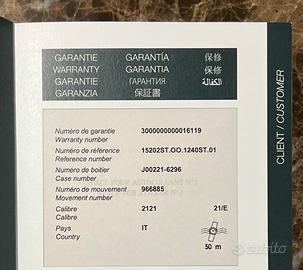 GARANTIE GARANTÍA 保修
WARRANTY GARANTIA 保修
GARANTIE ГАРАНТИЯ الكفالة
GARANZIA 保証書
CLIENT / CUSTOMER
Numéro de garantie 3000000000016119
Warranty number
Numéro de référence 15202ST.OO.1240ST.01
Reference number
Numéro de boitier J00221-6296
Case number
Numéro de mouvement 966885
Movement number
Calibre 2121 21/E
Calibre
Pays IT
Country
50 m
subito